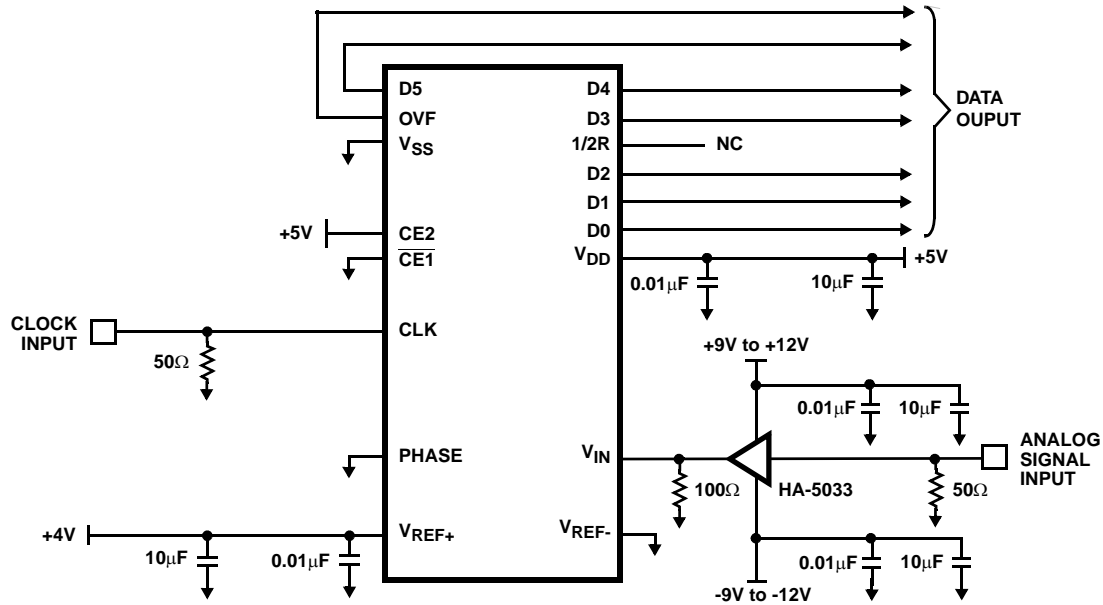 D5
OVF
VSS
CE2
CE1
CLK
PHASE
VREF+
D4
D3
1/2R
D2
D1
D0
VDD
VIN
VREF-
NC
DATA
OUPUT
+5V
+5V
0.01μF
10μF
CLOCK
INPUT
50Ω
+9V to +12V
0.01μF
10μF
100Ω
HA-5033
50Ω
ANALOG
SIGNAL
INPUT
+4V
10μF
0.01μF
0.01μF
10μF
-9V to -12V